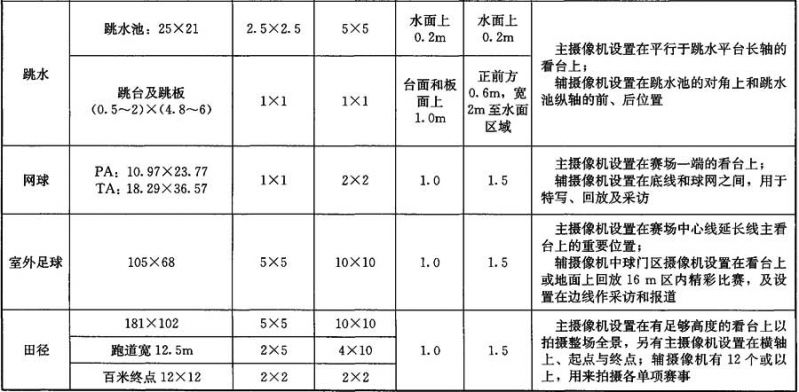 跳水
跳水池：25×21
2.5×2.5
5×5
水面上
0.2m
水面上
0.2m
跳台及跳板
(0.5～2)×(4.8～6)
1×1
1×1
台面和板
面上
1.0m
正前方
0.6m，宽
2m 至水面
区域
主摄像机设置在平行于跳水平台长轴的
看台上；
辅摄像机设置在跳水池的对角上和跳水
池纵轴的前、后位置
网球
PA：10.97×23.77
TA：18.29×36.57
1×1
2×2
1.0
1.5
主摄像机设置在赛场一端的看台上；
辅摄像机设置在底线和球网之间，用于
特写、回放及采访
室外足球
105×68
5×5
10×10
1.0
1.5
主摄像机设置在赛场中心线延长线主看
台上的重要位置；
辅摄像机中球门区摄像机设置在看台上
或地面上回放 16 m 区内精彩比赛，及设
置在边线作采访和报道
田径
181×102
5×5
10×10
跑道宽 12.5m
2×5
4×10
百米终点 12×12
2×2
2×2
1.0
1.5
主摄像机设置在有足够高度的看台上以
拍摄整场全景，另有主摄像机设置在横轴
上、起点与终点；辅摄像机有 12 个或以
上，用来拍摄各单项赛事